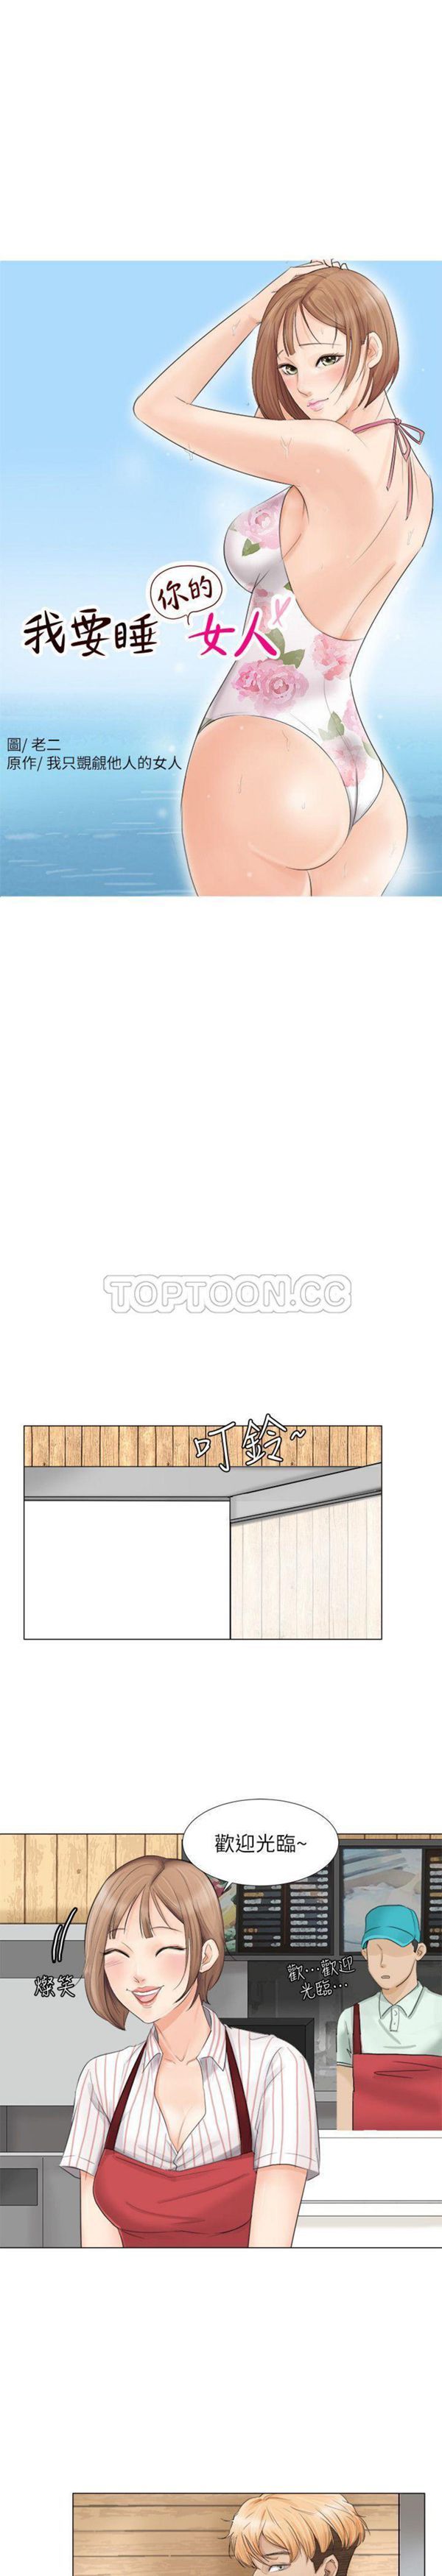 你的
我要睡
女人
圖/ 老二
原作/ 我只覬覦他人的女人
TOPTOON.CC
叮鈴~
歡迎光臨~
燦笑
歡…歡迎
光臨…